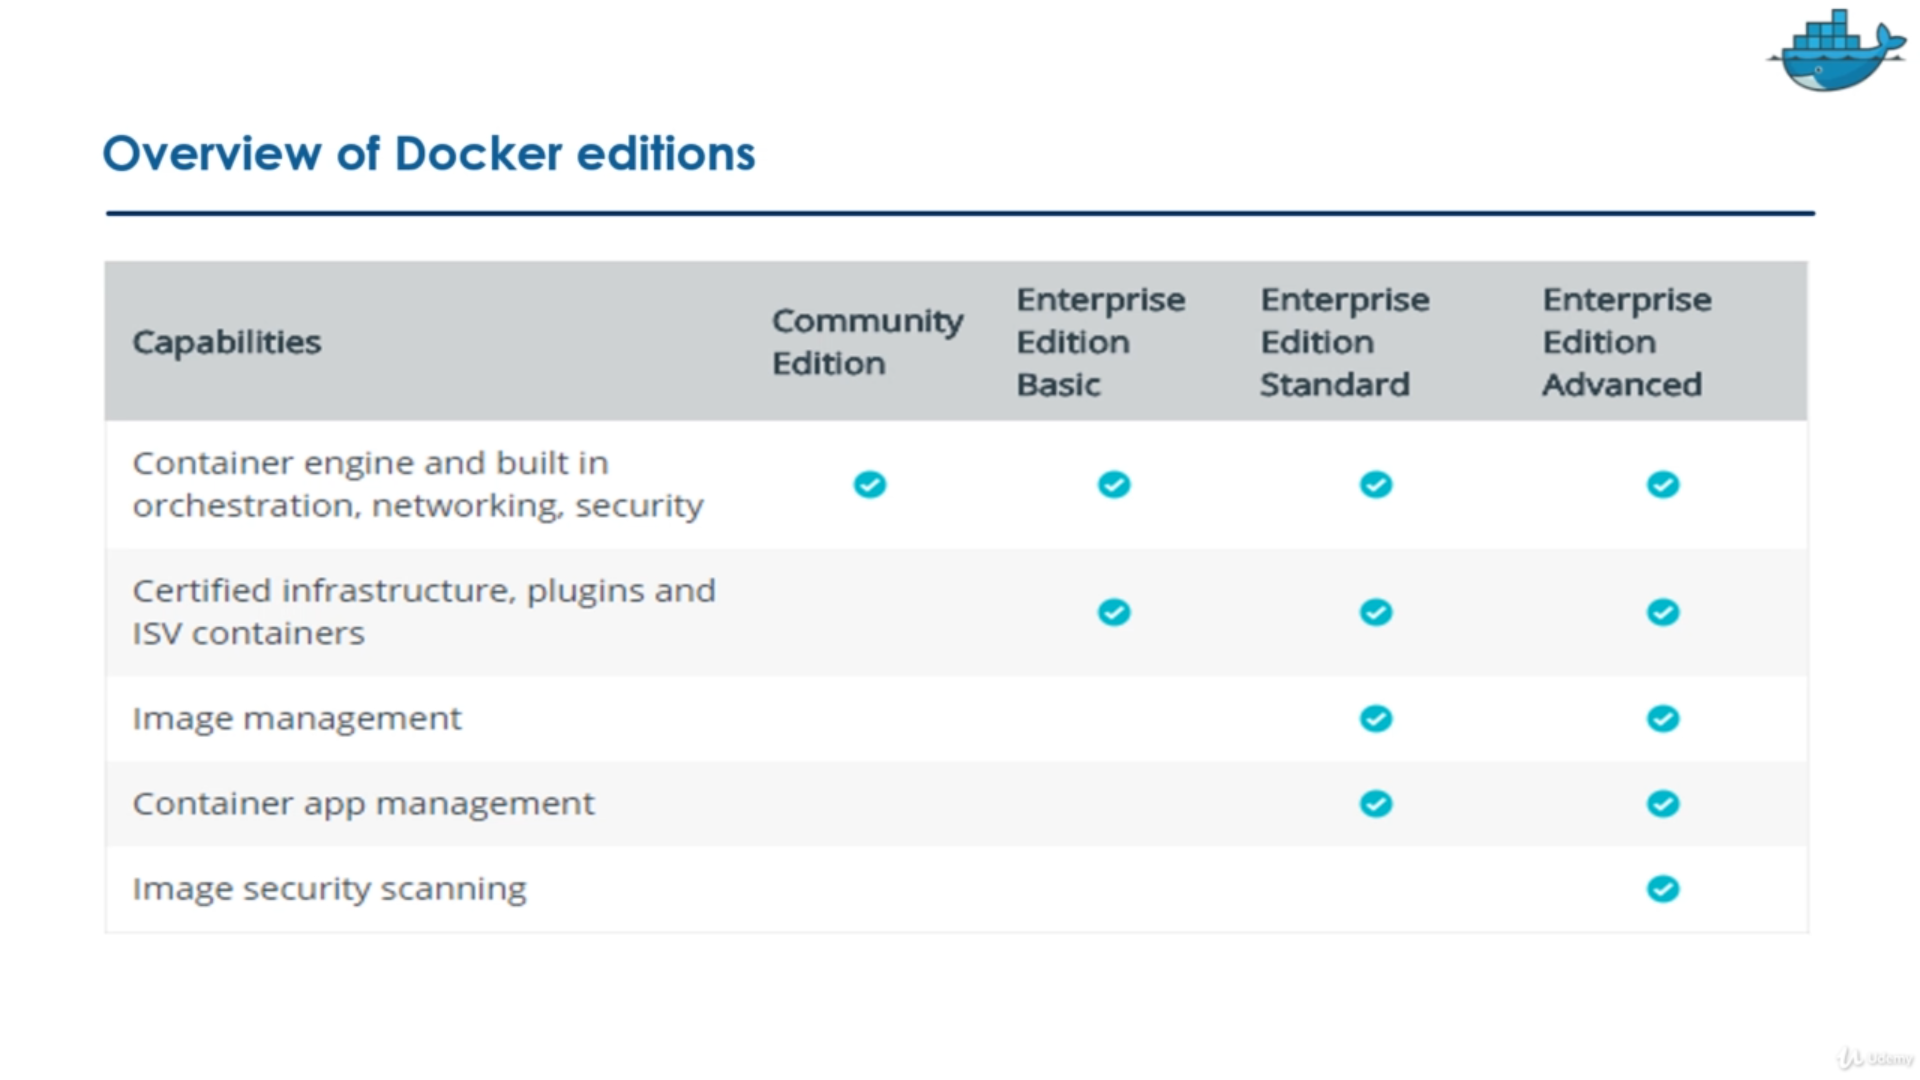 Overview of Docker editions
Capabilities
Community
Edition
Enterprise
Edition
Basic
Enterprise
Edition
Standard
Enterprise
Edition
Advanced
Container engine and built in
orchestration, networking, security
Certified infrastructure, plugins and
ISV containers
Image management
Container app management
Image security scanning
Udemy